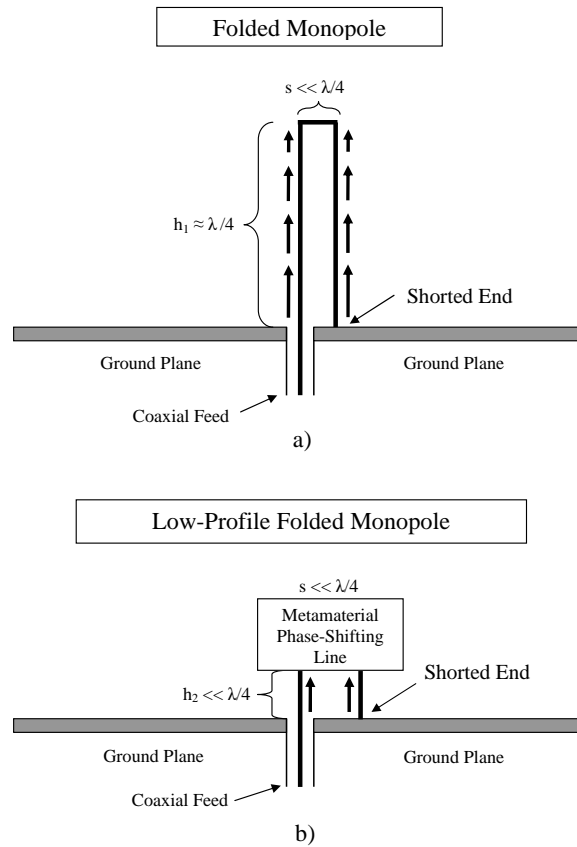 Folded Monopole
s << λ/4
h₁ ≈ λ/4
Shorted End
Ground Plane
Ground Plane
Coaxial Feed
a)
Low-Profile Folded Monopole
s << λ/4
Metamaterial
Phase-Shifting
Line
h₂ << λ/4
Shorted End
Ground Plane
Ground Plane
Coaxial Feed
b)